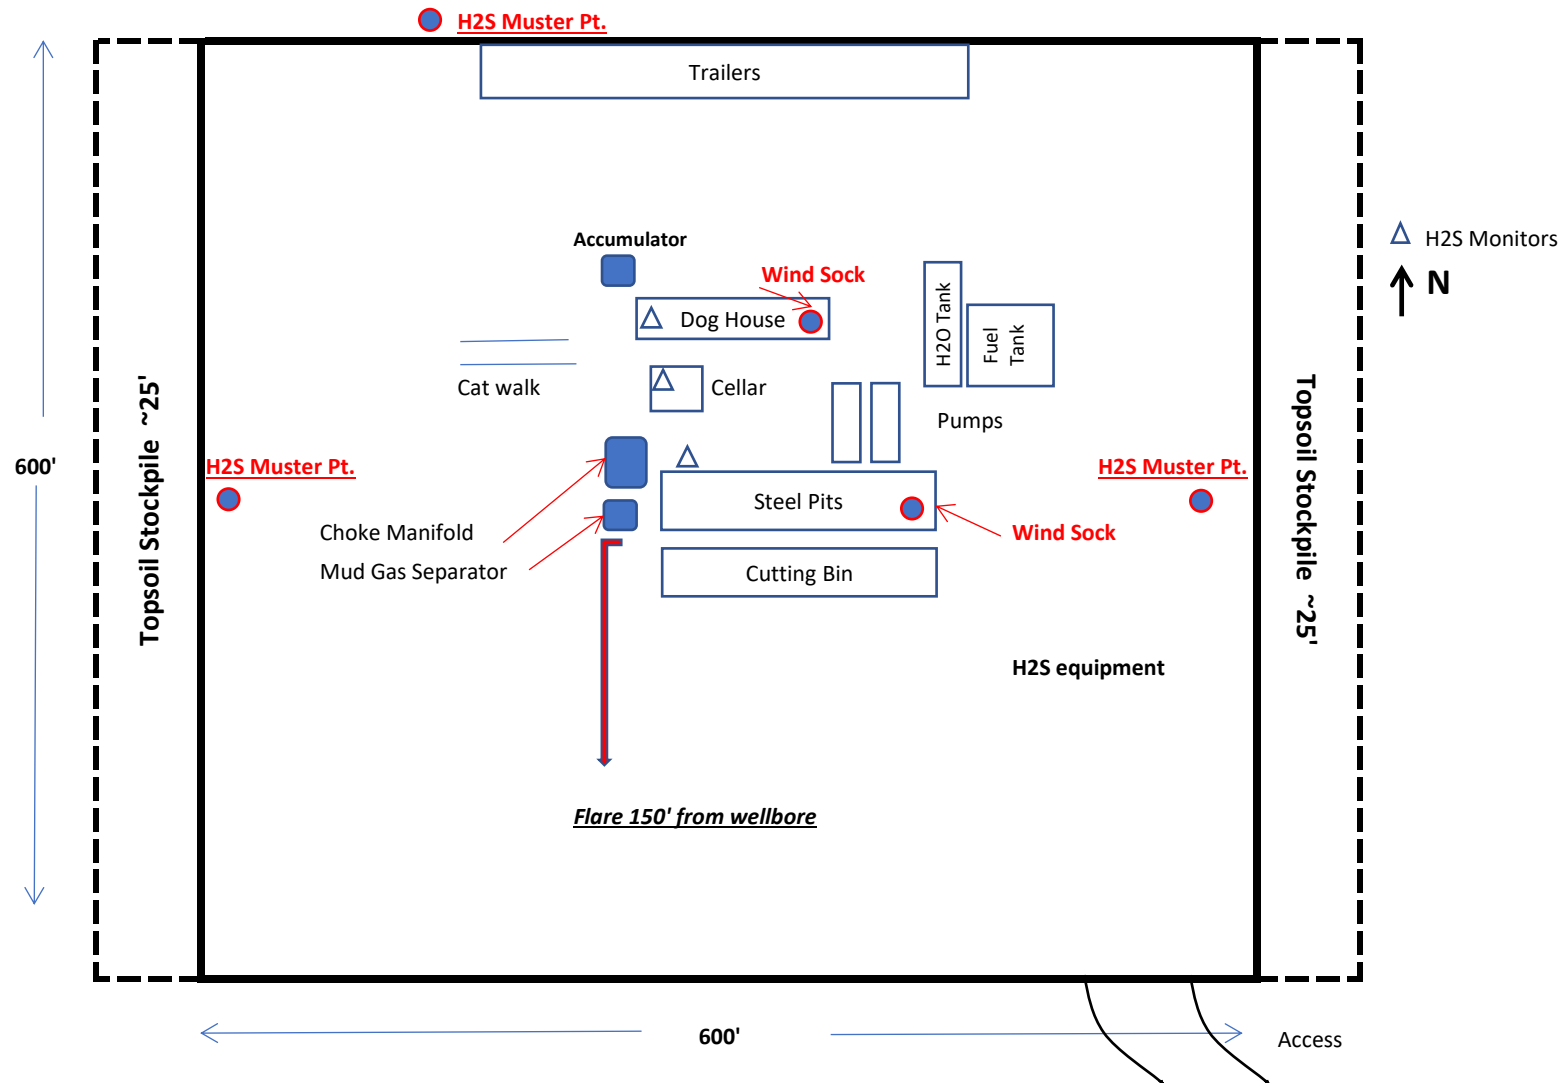 H2S Muster Pt.
Trailers
H2S Monitors
N
Accumulator
Wind Sock
Dog House
H2O Tank
Fuel
Tank
Cat walk
Cellar
Pumps
Topsoil Stockpile ~25'
Topsoil Stockpile ~25'
600'
H2S Muster Pt.
H2S Muster Pt.
Steel Pits
Choke Manifold
Wind Sock
Mud Gas Separator
Cutting Bin
H2S equipment
Flare 150' from wellbore
600'
Access